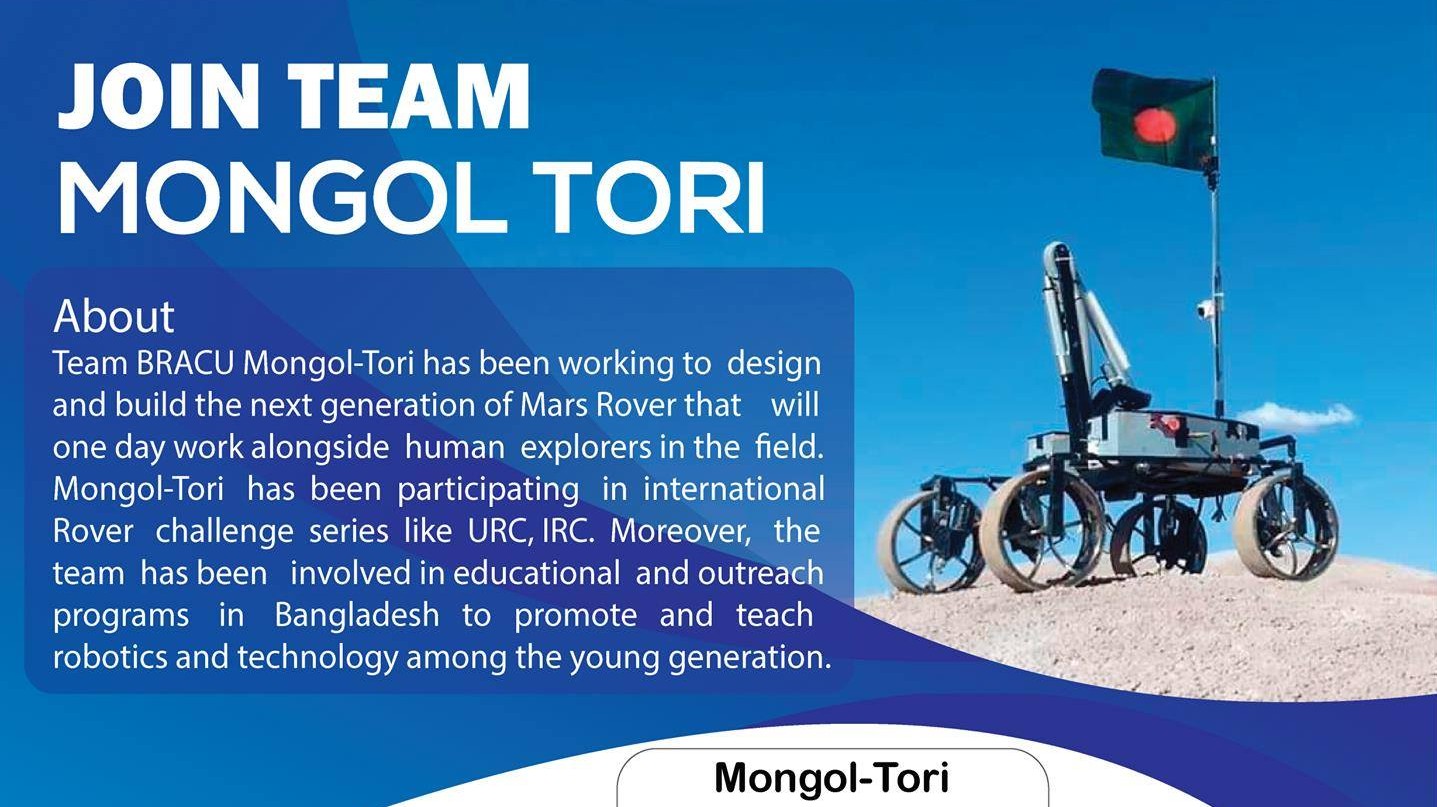 JOIN TEAM
MONGOL TORI
About
Team BRACU Mongol-Tori has been working to design
and build the next generation of Mars Rover that will
one day work alongside human explorers in the field.
Mongol-Tori has been participating in international
Rover challenge series like URC, IRC. Moreover, the
team has been involved in educational and outreach
programs in Bangladesh to promote and teach
robotics and technology among the young generation.
Mongol-Tori